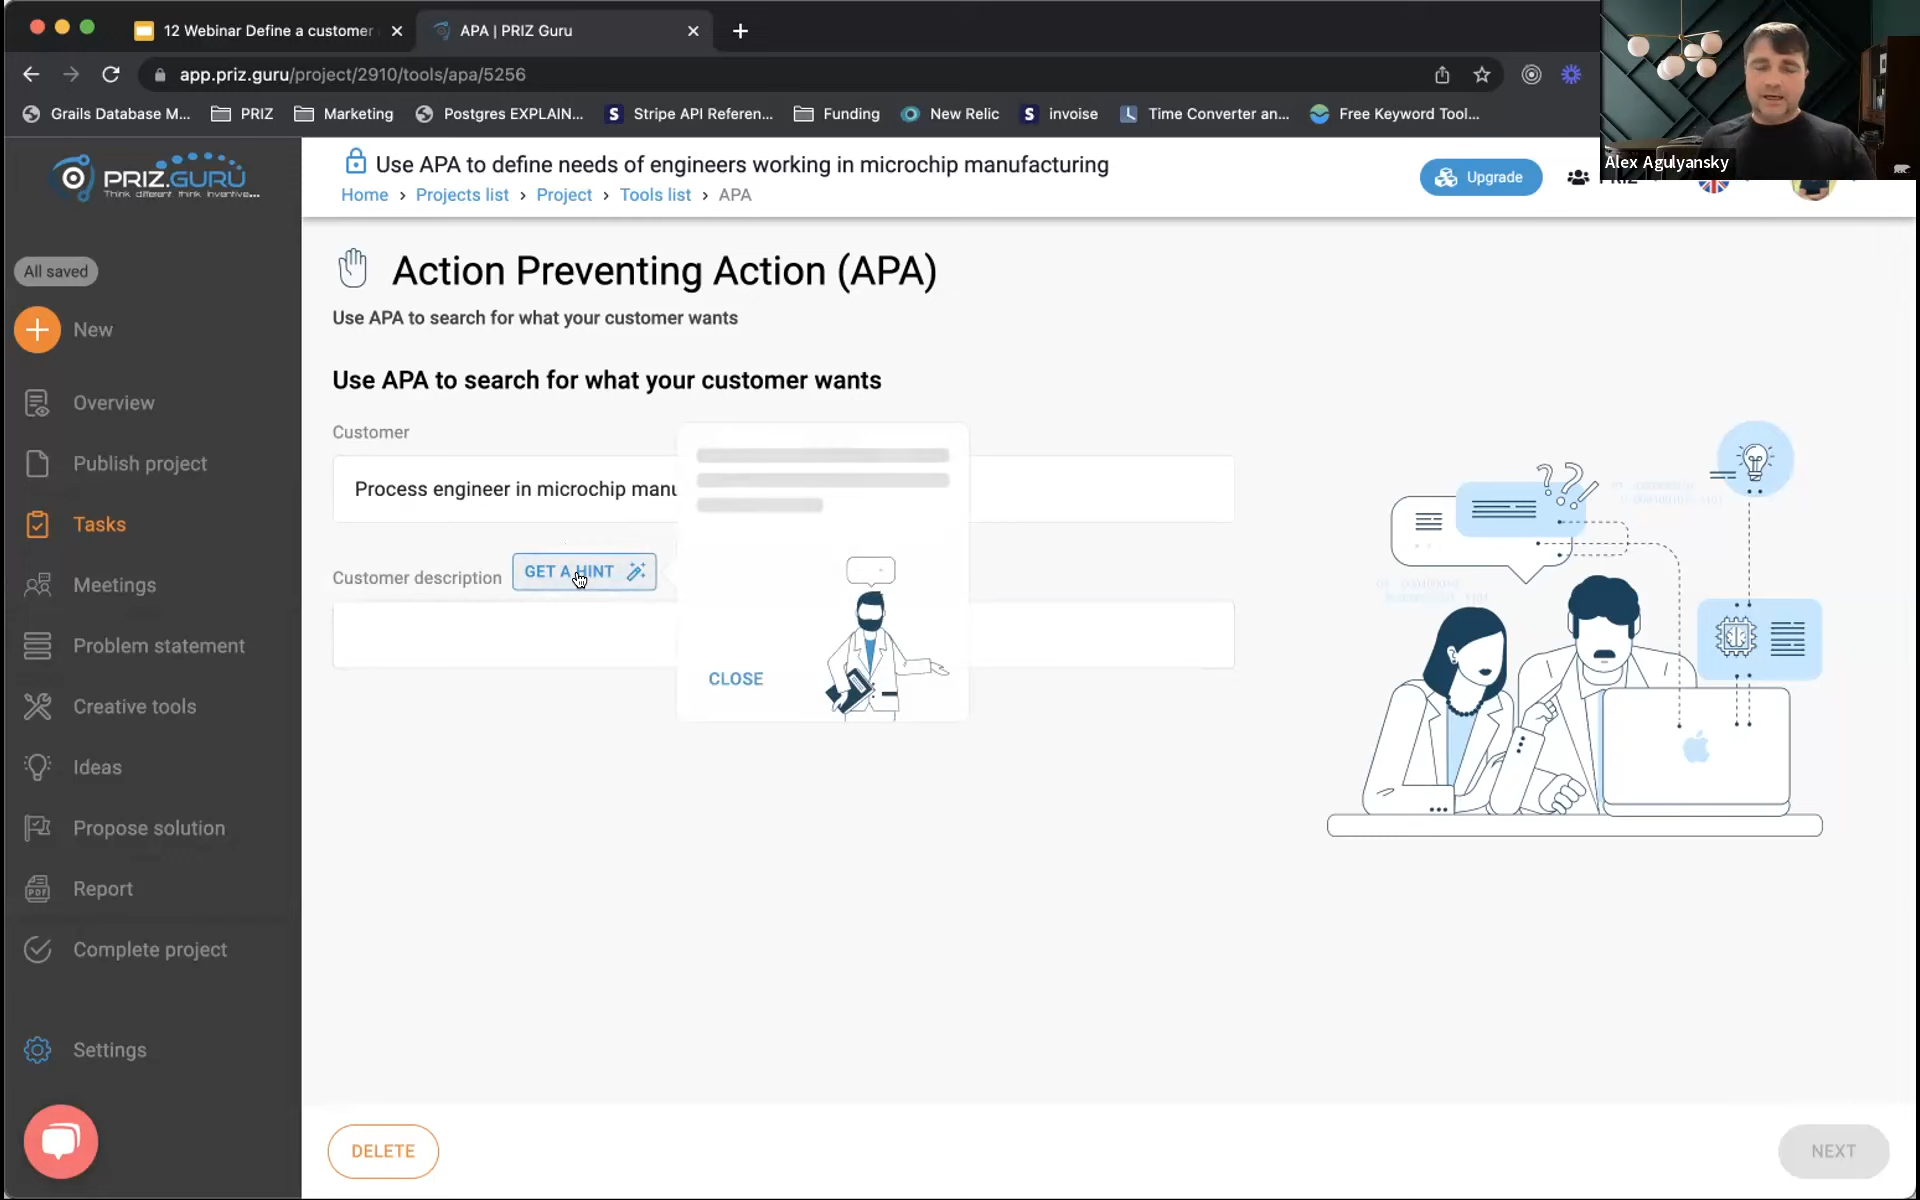 12 Webinar Define a customer
APA | PRIZ Guru
app.priz.guru/project/2910/tools/apa/5256
Grails Database M...
PRIZ
Marketing
Postgres EXPLAIN...
Stripe API Referen...
Funding
New Relic
invoise
Time Converter an...
Free Keyword Tool...
Alex Agulyansky
PRIZ.GURU
Think different think inventive...
Use APA to define needs of engineers working in microchip manufacturing
Home > Projects list > Project > Tools list > APA
Upgrade
PRIZ
All saved
New
Overview
Publish project
Tasks
Meetings
Problem statement
Creative tools
Ideas
Propose solution
Report
Complete project
Settings
Action Preventing Action (APA)
Use APA to search for what your customer wants
Use APA to search for what your customer wants
Customer
Process engineer in microchip manu
Customer description
GET A HINT
CLOSE
DELETE
NEXT